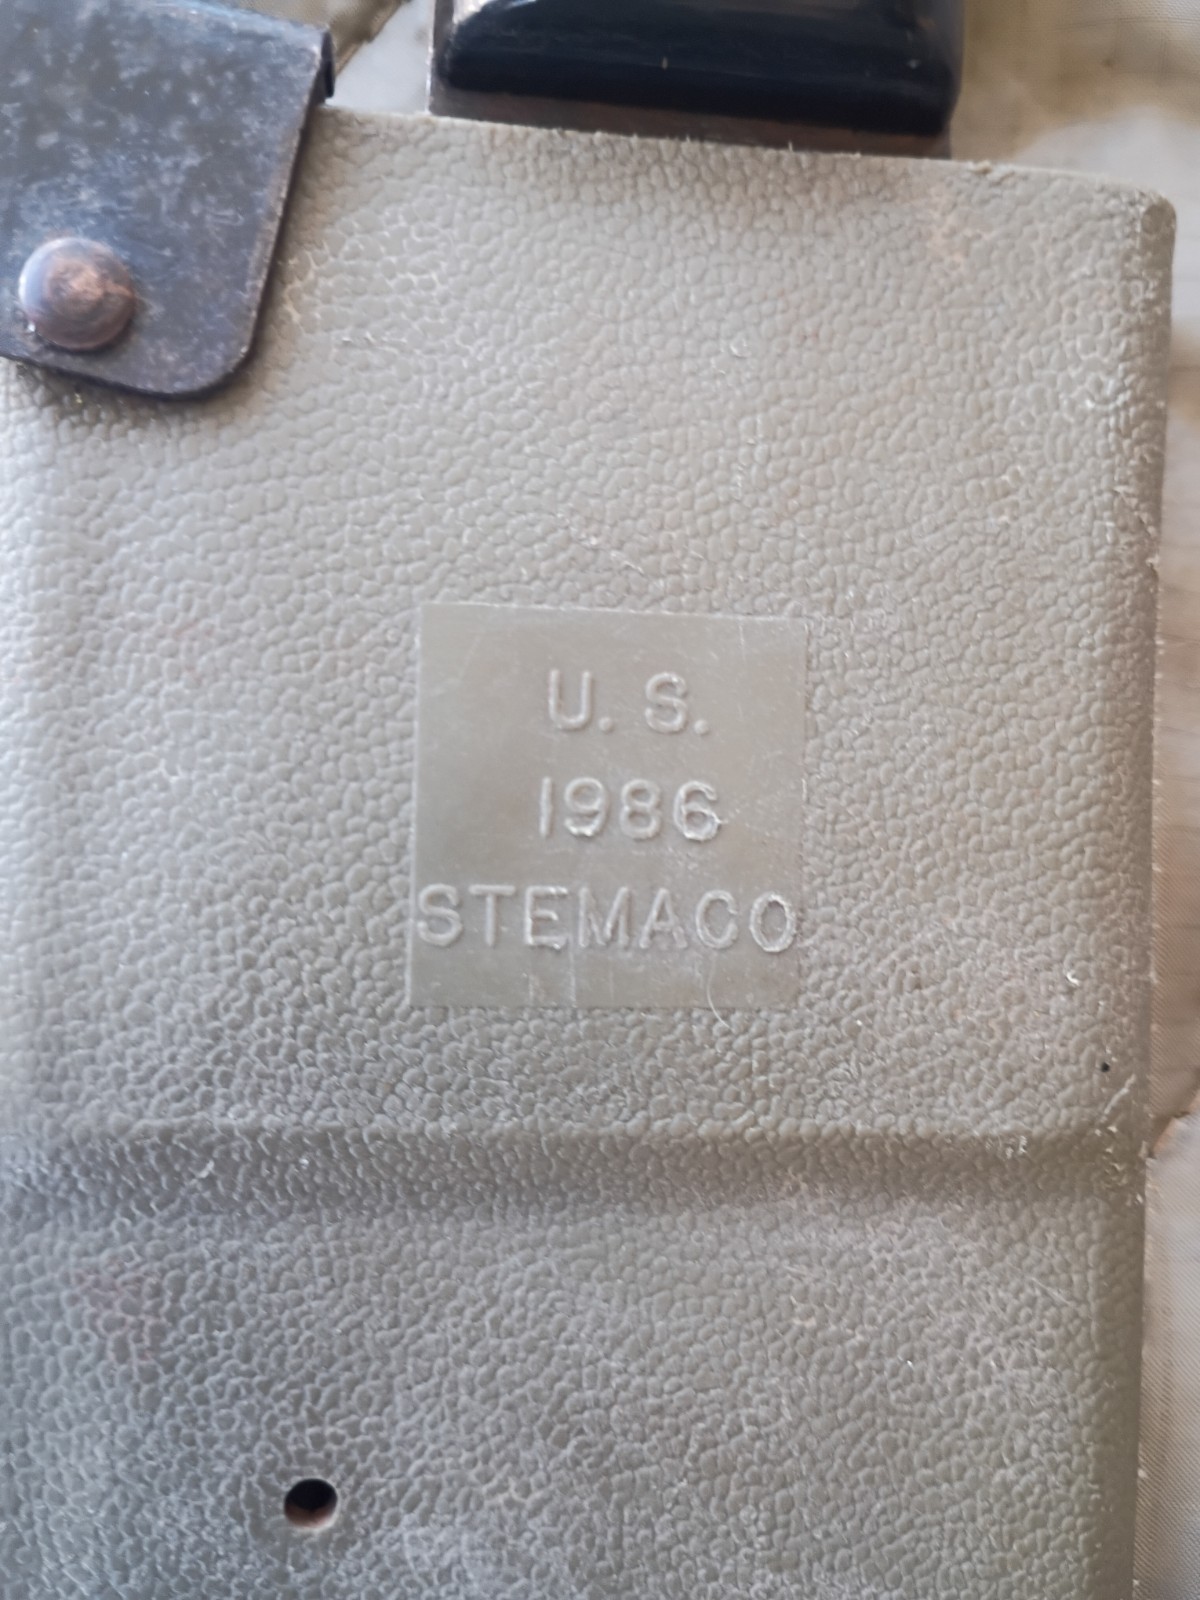 U. S.
1986
STEMACO